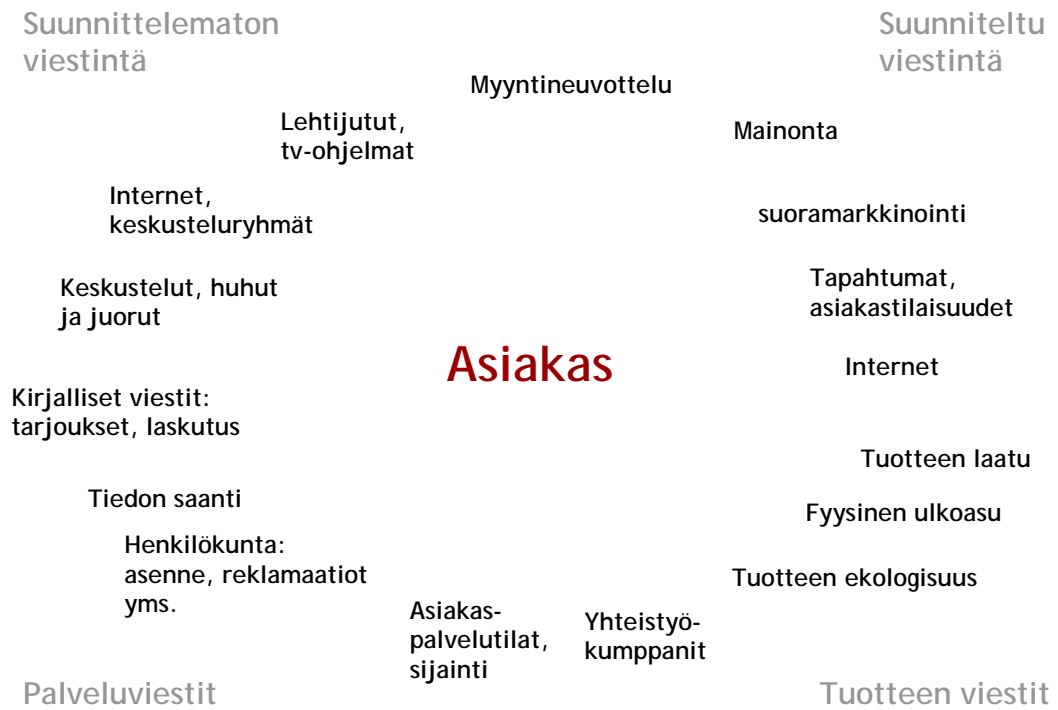 Suunnittelematon
viestintä
Suunniteltu
viestintä
Myyntineuvottelu
Lehtijutut,
tv-ohjelmat
Mainonta
Internet,
keskusteluryhmät
suoramarkkinointi
Keskustelut, huhut
ja juorut
Tapahtumat,
asiakastilaisuudet
Asiakas
Internet
Kirjalliset viestit:
tarjoukset, laskutus
Tuotteen laatu
Tiedon saanti
Fyysinen ulkoasu
Henkilökunta:
asenne, reklamaatiot
yms.
Tuotteen ekologisuus
Asiakas-
palvelutilat,
sijainti
Yhteistyö-
kumppanit
Palveluviestit
Tuotteen viestit